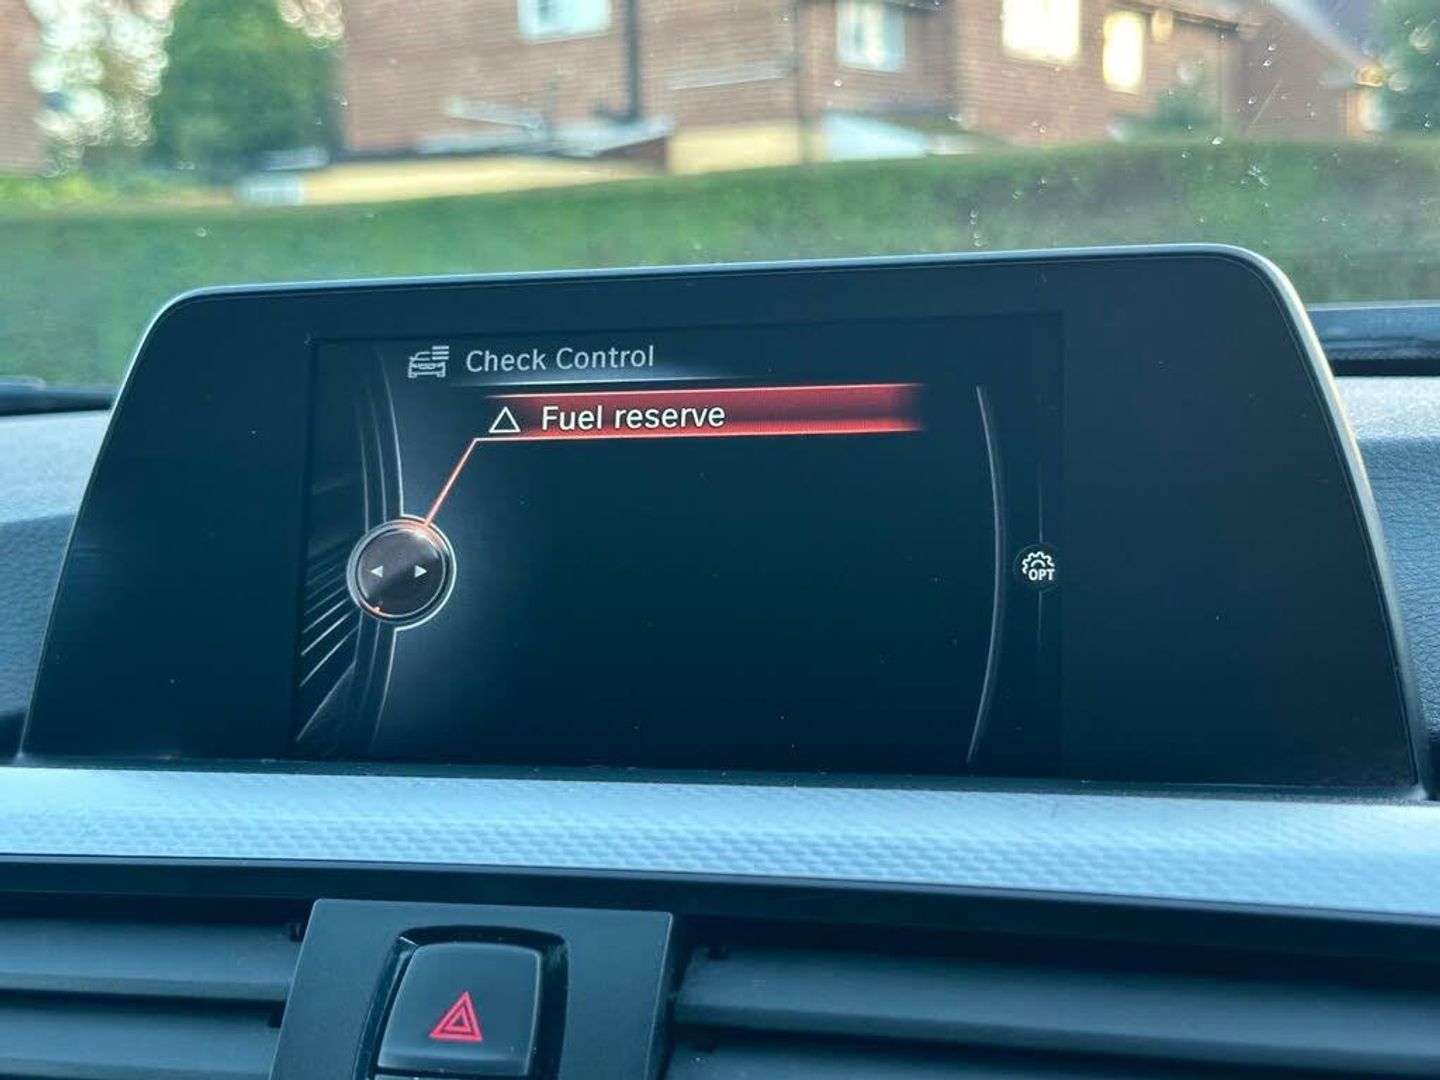 Check Control
Fuel reserve
OPT